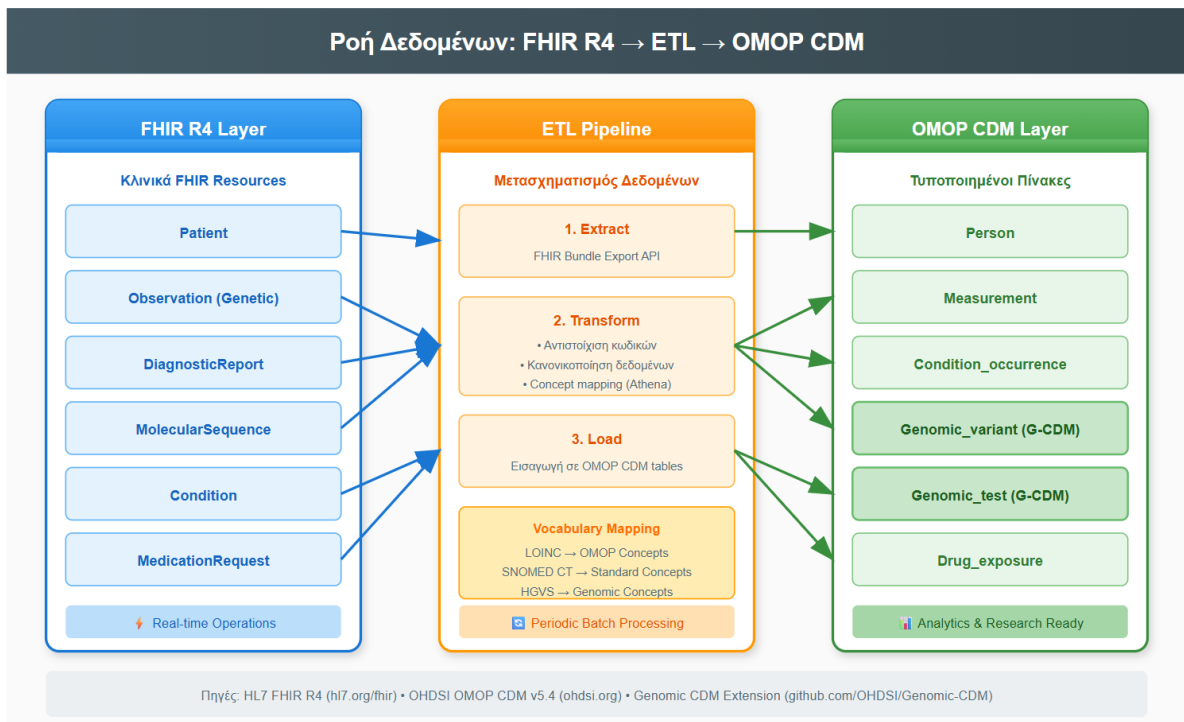 Ροή Δεδομένων: FHIR R4 → ETL → OMOP CDM
FHIR R4 Layer
Κλινικά FHIR Resources
Patient
Observation (Genetic)
DiagnosticReport
MolecularSequence
Condition
MedicationRequest
⚡ Real-time Operations
ETL Pipeline
Μετασχηματισμός Δεδομένων
1. Extract
FHIR Bundle Export API
2. Transform
• Αντιστοίχιση κωδικών
• Κανονικοποίηση δεδομένων
• Concept mapping (Athena)
3. Load
Εισαγωγή σε OMOP CDM tables
Vocabulary Mapping
LOINC → OMOP Concepts
SNOMED CT → Standard Concepts
HGVS → Genomic Concepts
🔄 Periodic Batch Processing
OMOP CDM Layer
Τυποποιημένοι Πίνακες
Person
Measurement
Condition_occurrence
Genomic_variant (G-CDM)
Genomic_test (G-CDM)
Drug_exposure
📊 Analytics & Research Ready
Πηγές: HL7 FHIR R4 (hl7.org/fhir) • OHDSI OMOP CDM v5.4 (ohdsi.org) • Genomic CDM Extension (github.com/OHDSI/Genomic-CDM)